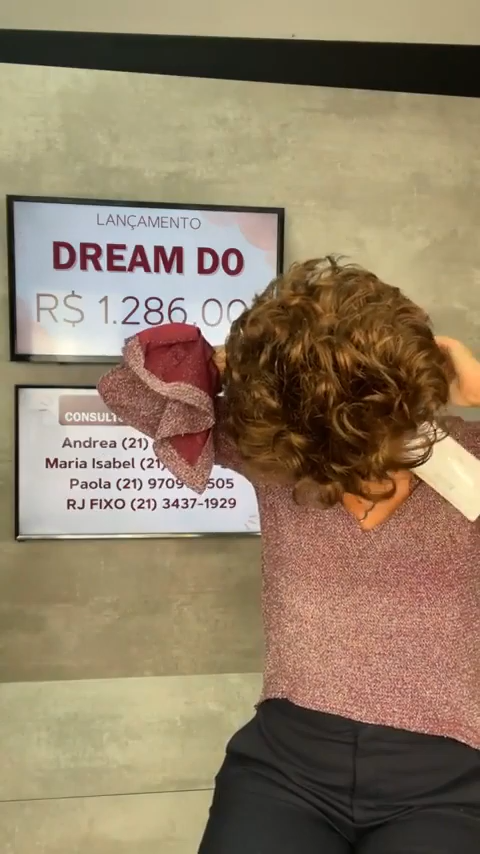 LANÇAMENTO
DREAM DO
R$ 1.286,00
Andrea (21)
Maria Isabel (21)
Paola (21) 9709 505
RJ FIXO (21) 3437-1929